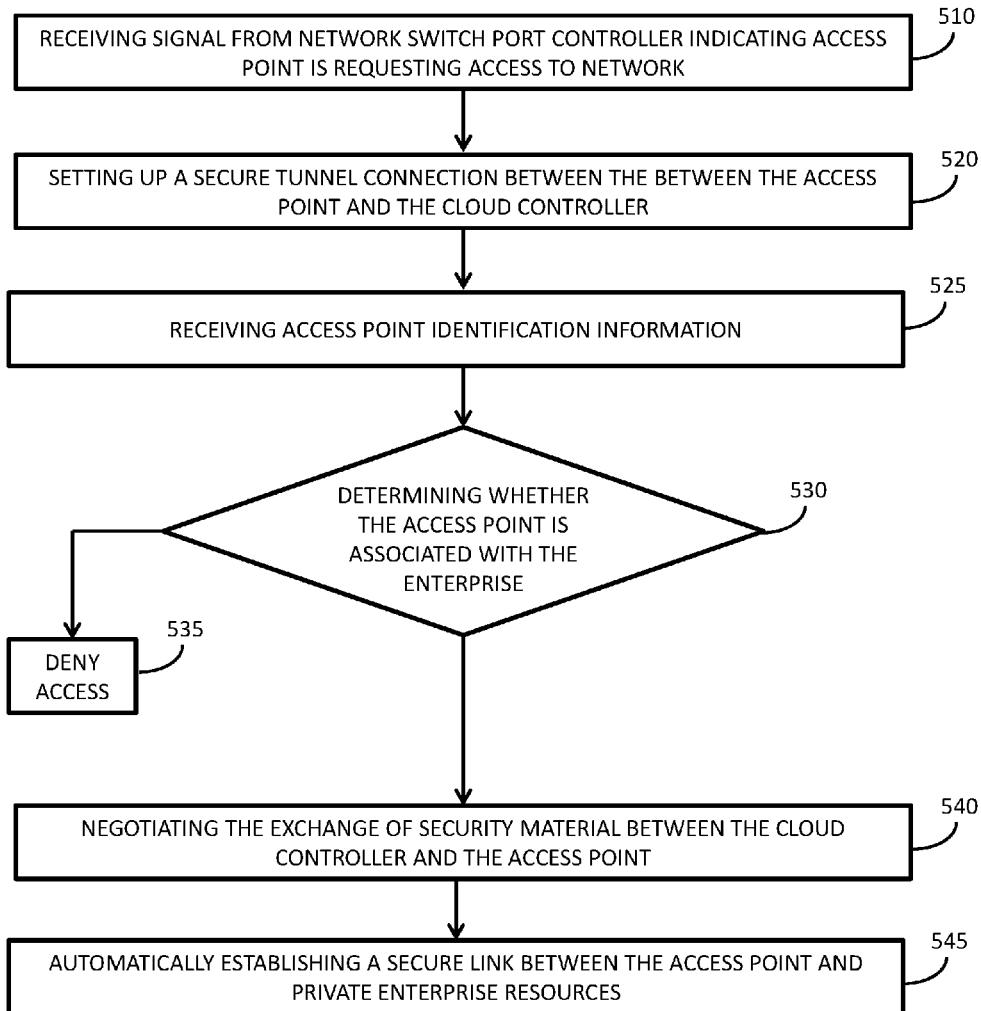 510
RECEIVING SIGNAL FROM NETWORK SWITCH PORT CONTROLLER INDICATING ACCESS
POINT IS REQUESTING ACCESS TO NETWORK
520
SETTING UP A SECURE TUNNEL CONNECTION BETWEEN THE BETWEEN THE ACCESS
POINT AND THE CLOUD CONTROLLER
525
RECEIVING ACCESS POINT IDENTIFICATION INFORMATION
530
DETERMINING WHETHER
THE ACCESS POINT IS
ASSOCIATED WITH THE
ENTERPRISE
535
DENY
ACCESS
540
NEGOTIATING THE EXCHANGE OF SECURITY MATERIAL BETWEEN THE CLOUD
CONTROLLER AND THE ACCESS POINT
545
AUTOMATICALLY ESTABLISHING A SECURE LINK BETWEEN THE ACCESS POINT AND
PRIVATE ENTERPRISE RESOURCES